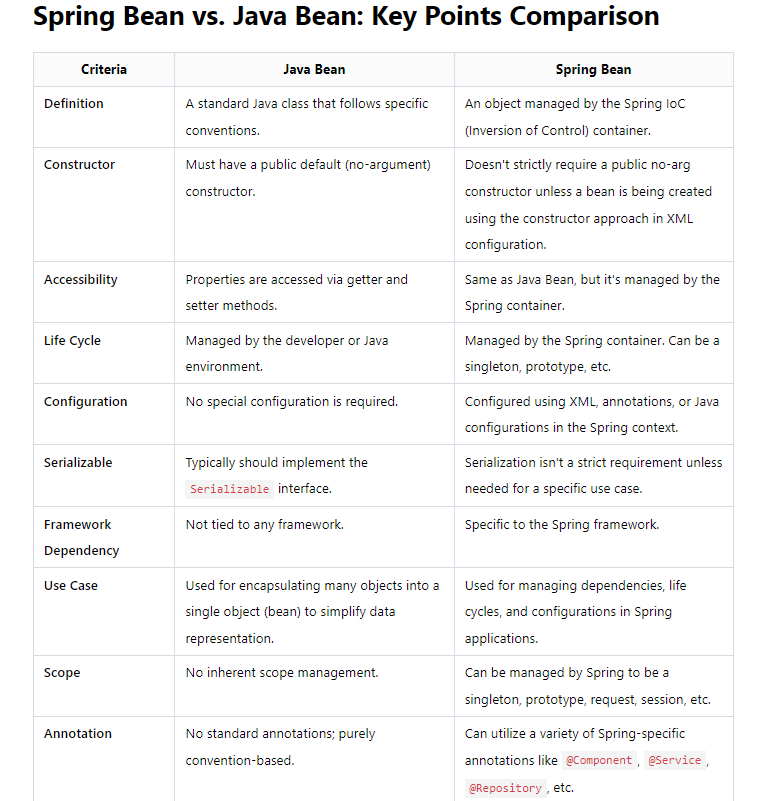 Spring Bean vs. Java Bean: Key Points Comparison
Criteria
Java Bean
Spring Bean
Definition
A standard Java class that follows specific
conventions.
An object managed by the Spring IoC
(Inversion of Control) container.
Constructor
Must have a public default (no-argument)
constructor.
Doesn't strictly require a public no-arg
constructor unless a bean is being created
using the constructor approach in XML
configuration.
Accessibility
Properties are accessed via getter and
setter methods.
Same as Java Bean, but it's managed by the
Spring container.
Life Cycle
Managed by the developer or Java
environment.
Managed by the Spring container. Can be a
singleton, prototype, etc.
Configuration
No special configuration is required.
Configured using XML, annotations, or Java
configurations in the Spring context.
Serializable
Typically should implement the
Serializable interface.
Serialization isn't a strict requirement unless
needed for a specific use case.
Framework
Dependency
Not tied to any framework.
Specific to the Spring framework.
Use Case
Used for encapsulating many objects into a
single object (bean) to simplify data
representation.
Used for managing dependencies, life
cycles, and configurations in Spring
applications.
Scope
No inherent scope management.
Can be managed by Spring to be a
singleton, prototype, request, session, etc.
Annotation
No standard annotations; purely
convention-based.
Can utilize a variety of Spring-specific
annotations like @Component, @Service,
@Repository, etc.